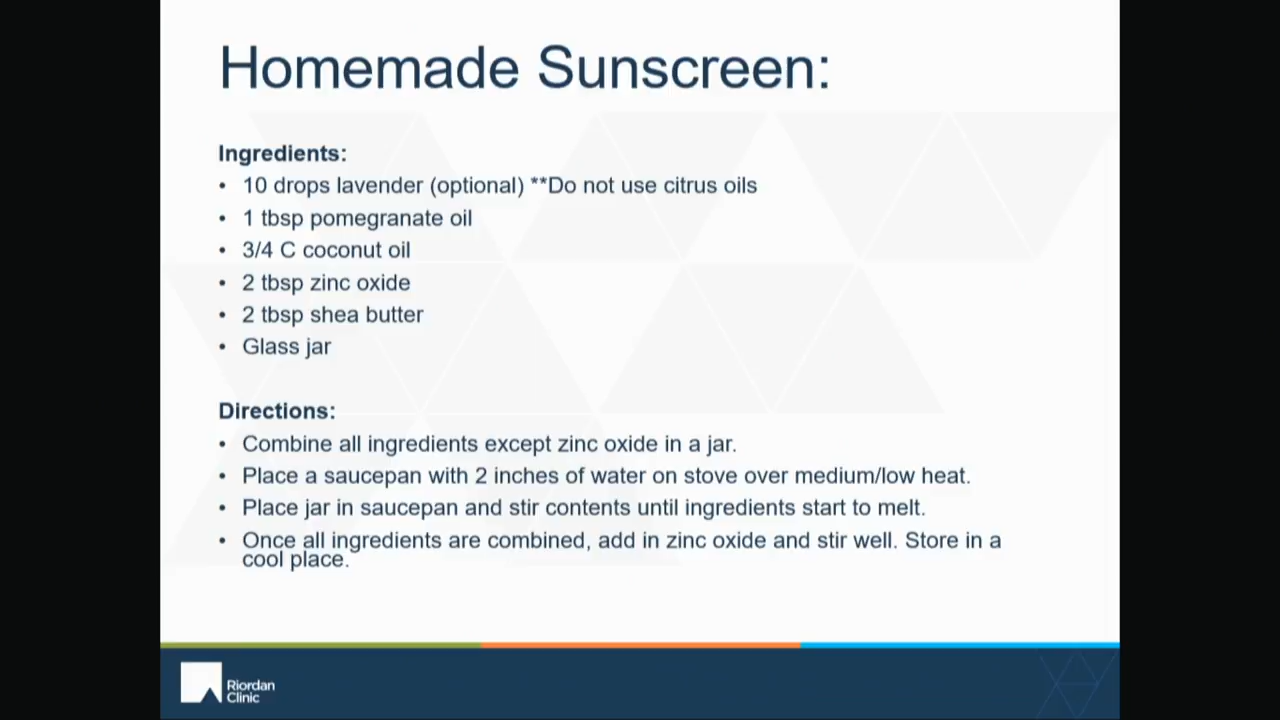 Homemade Sunscreen:
Ingredients:
• 10 drops lavender (optional) **Do not use citrus oils
• 1 tbsp pomegranate oil
• 3/4 C coconut oil
• 2 tbsp zinc oxide
• 2 tbsp shea butter
• Glass jar
Directions:
• Combine all ingredients except zinc oxide in a jar.
• Place a saucepan with 2 inches of water on stove over medium/low heat.
• Place jar in saucepan and stir contents until ingredients start to melt.
• Once all ingredients are combined, add in zinc oxide and stir well. Store in a
cool place.
Riordan
Clinic